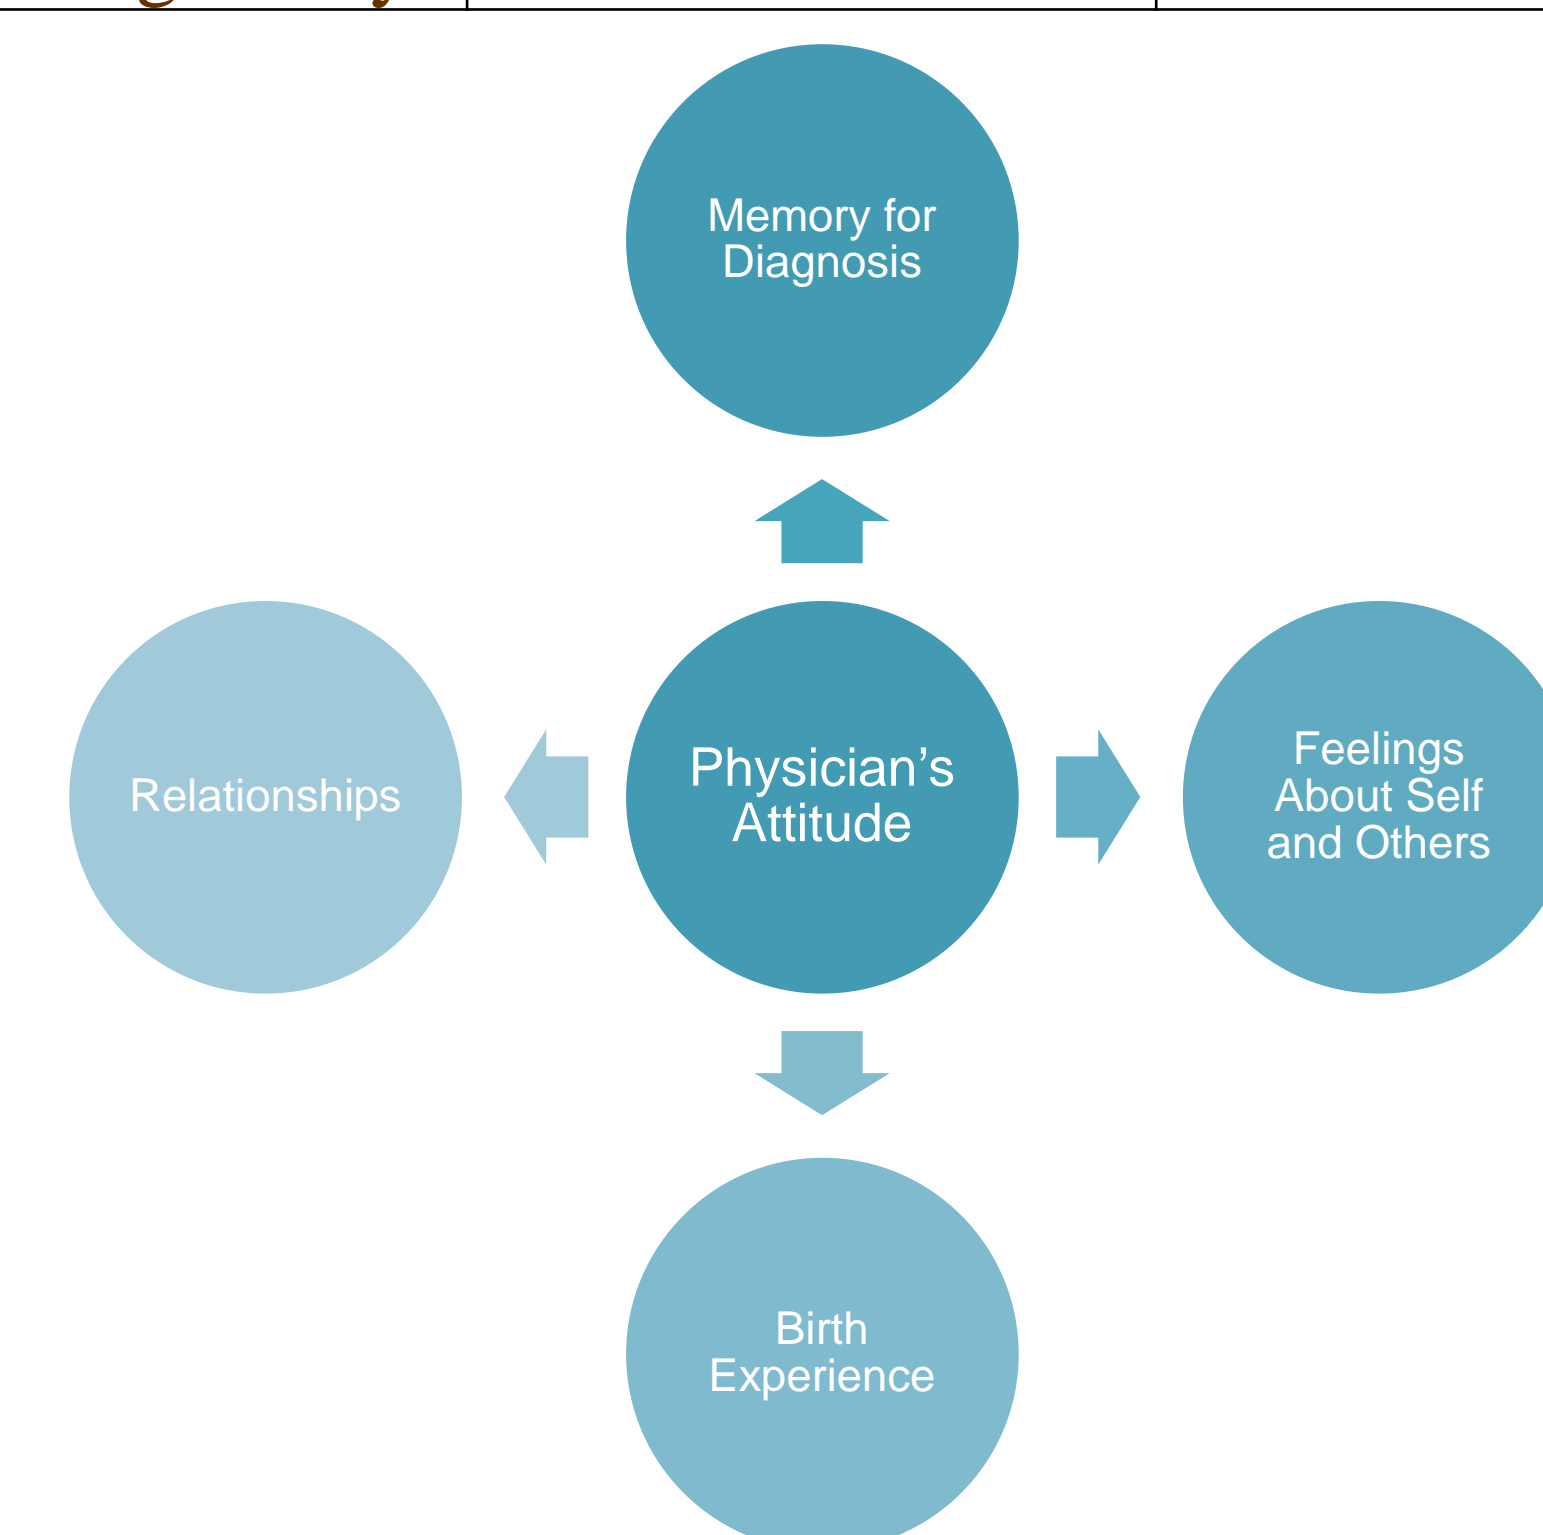 Memory for
Diagnosis
Relationships
Physician’s
Attitude
Feelings
About Self
and Others
Birth
Experience